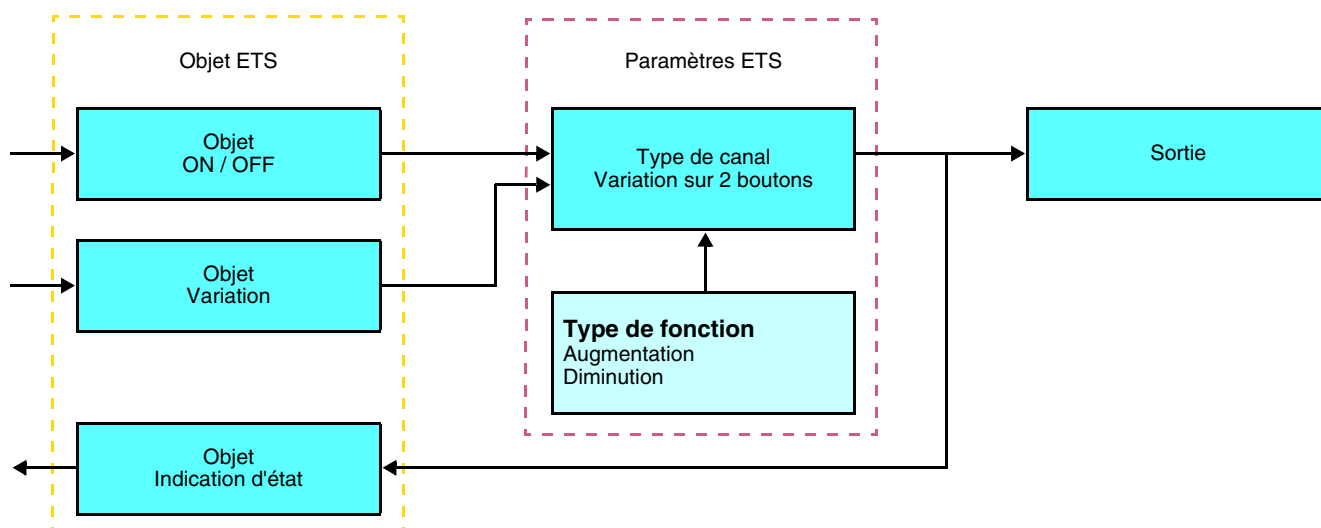 Objet ETS
Paramètres ETS
Objet
ON / OFF
Type de canal
Variation sur 2 boutons
Sortie
Objet
Variation
Type de fonction
Augmentation
Diminution
Objet
Indication d'état